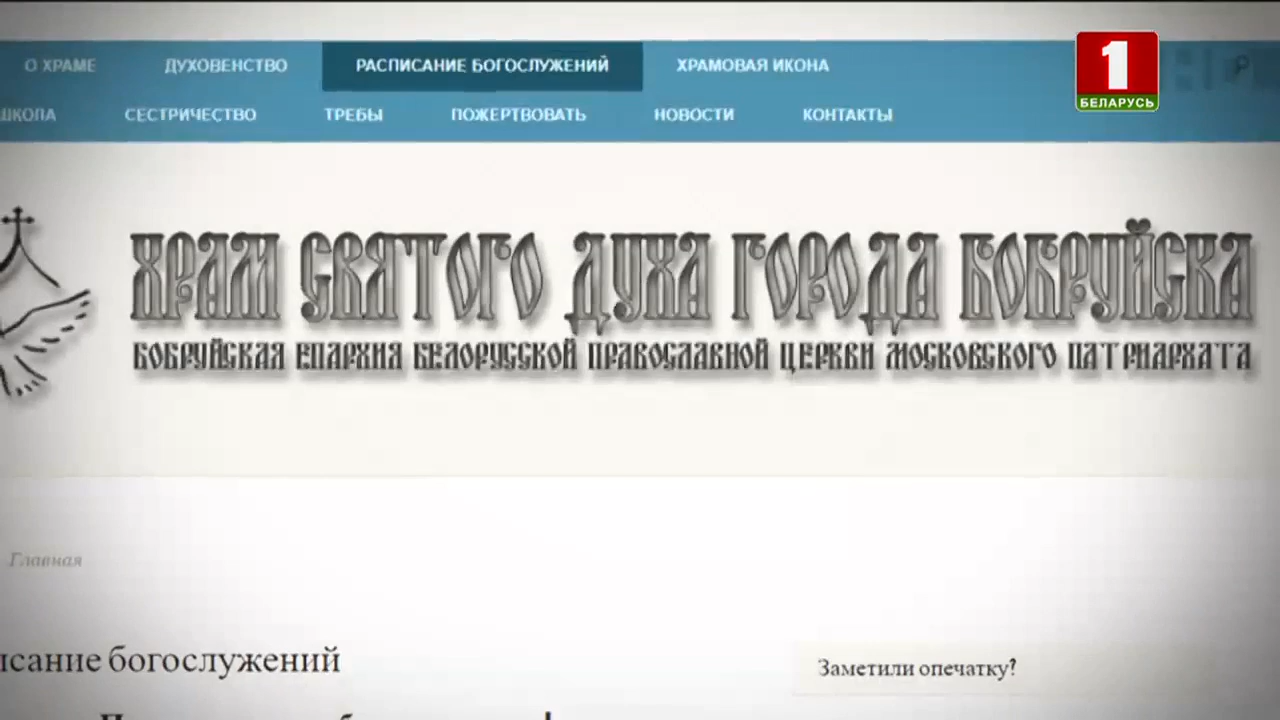 О ХРАМЕ ДУХОВЕНСТВО РАСПИСАНИЕ БОГОСЛУЖЕНИЙ ХРАМОВАЯ ИКОНА
ШКОЛА СЕСТРИЧЕСТВО ТРЕБЫ ПОЖЕРТВОВАТЬ НОВОСТИ КОНТАКТЫ
1
БЕЛАРУСЬ
ХРАМ СВЯТОГО ДУХА ГОРОДА БОБРУЙСКА
БОБРУЙСКАЯ ЕПАРХИЯ БЕЛОРУССКОЙ ПРАВОСЛАВНОЙ ЦЕРКВИ МОСКОВСКОГО ПАТРИАРХАТА
Главная
исание богослужений
Заметили опечатку?